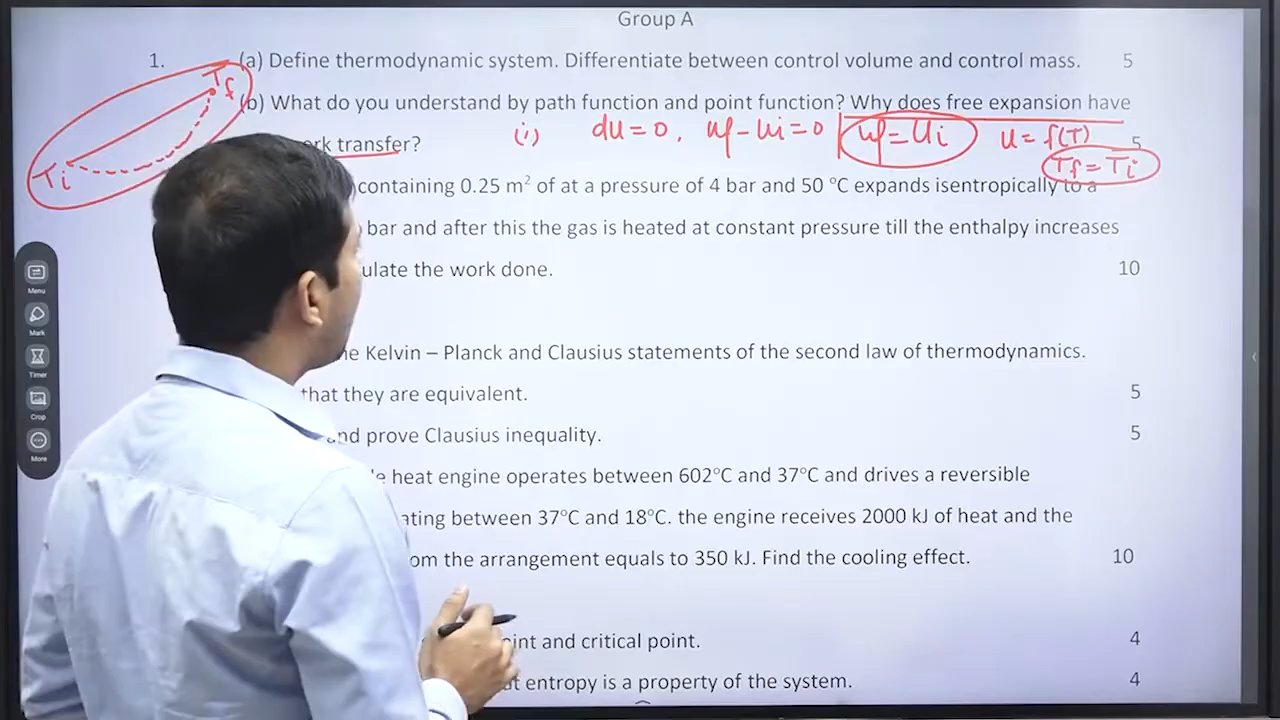 Group A
1. (a) Define thermodynamic system. Differentiate between control volume and control mass. 5
(b) What do you understand by path function and point function? Why does free expansion have
transfer? 5
(i) du=0, uf-ui=0 uf=ui u=f(T)
Tf=Ti
Tf
Ti
containing 0.25 m² of at a pressure of 4 bar and 50 °C expands isentropically to a
bar and after this the gas is heated at constant pressure till the enthalpy increases
the work done. 10
Kelvin – Planck and Clausius statements of the second law of thermodynamics.
that they are equivalent. 5
prove Clausius inequality. 5
heat engine operates between 602°C and 37°C and drives a reversible
between 37°C and 18°C. the engine receives 2000 kJ of heat and the
the arrangement equals to 350 kJ. Find the cooling effect. 10
and critical point. 4
entropy is a property of the system. 4
Menu
Mark
Timer
Crop
More